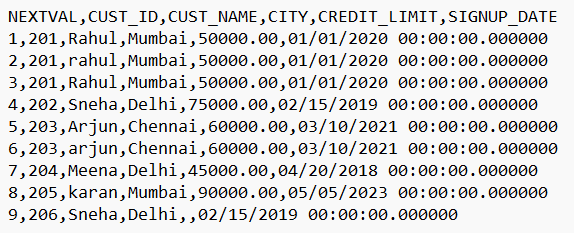 NEXTVAL,CUST_ID,CUST_NAME,CITY,CREDIT_LIMIT,SIGNUP_DATE
1,201,Rahul,Mumbai,50000.00,01/01/2020 00:00:00.000000
2,201,rahul,Mumbai,50000.00,01/01/2020 00:00:00.000000
3,201,Rahul,Mumbai,50000.00,01/01/2020 00:00:00.000000
4,202,Sneha,Delhi,75000.00,02/15/2019 00:00:00.000000
5,203,Arjun,Chennai,60000.00,03/10/2021 00:00:00.000000
6,203,arjun,Chennai,60000.00,03/10/2021 00:00:00.000000
7,204,Meena,Delhi,45000.00,04/20/2018 00:00:00.000000
8,205,karan,Mumbai,90000.00,05/05/2023 00:00:00.000000
9,206,Sneha,Delhi,,02/15/2019 00:00:00.000000